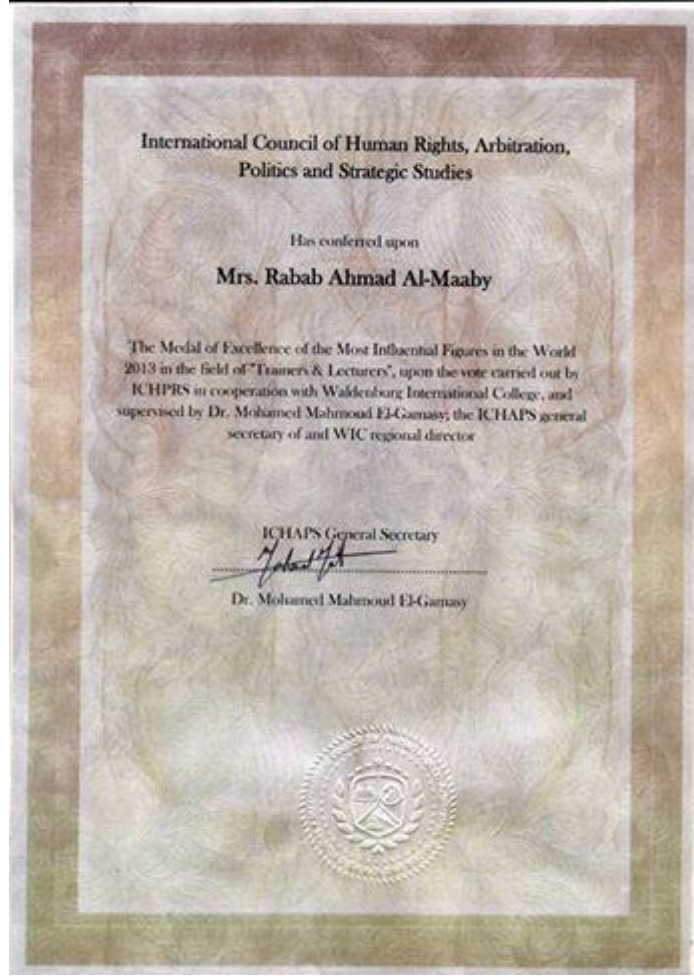 International Council of Human Rights, Arbitration,
Politics and Strategic Studies
Has conferred upon
Mrs. Rabab Ahmad Al-Maaby
The Medal of Excellence of the Most Influential Figures in the World
2013 in the field of "Trainers & Lecturers", upon the vote carried out by
ICHPRS in cooperation with Waldenburg International College, and
supervised by Dr. Mohamed Mahmoud El-Gamasy; the ICHAPS general
secretary of and WIC regional director
ICHAPS General Secretary
Dr. Mohamed Mahmoud El-Gamasy